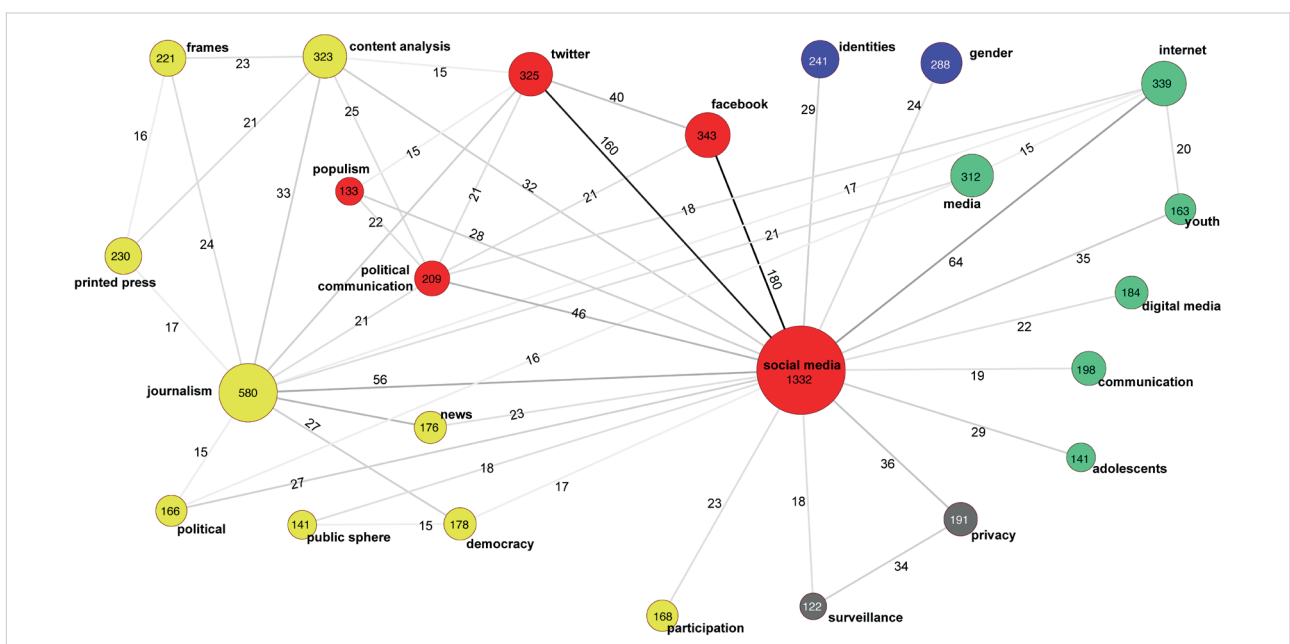 frames
221
23
content analysis
323
15
twitter
325
40
identities
241
gender
288
internet
339
facebook
343
16
21
25
160
29
24
15
20
15
populism
133
312
media
17
163
youth
33
32
21
21
18
22
28
21
24
230
printed press
political
communication
209
180
64
35
184
digital media
17
21
46
16
22
journalism
580
56
social media
1332
19
198
communication
news
176
23
27
29
15
18
141
adolescents
27
17
36
166
political
141
public sphere
15
178
democracy
23
18
191
privacy
34
168
participation
122
surveillance